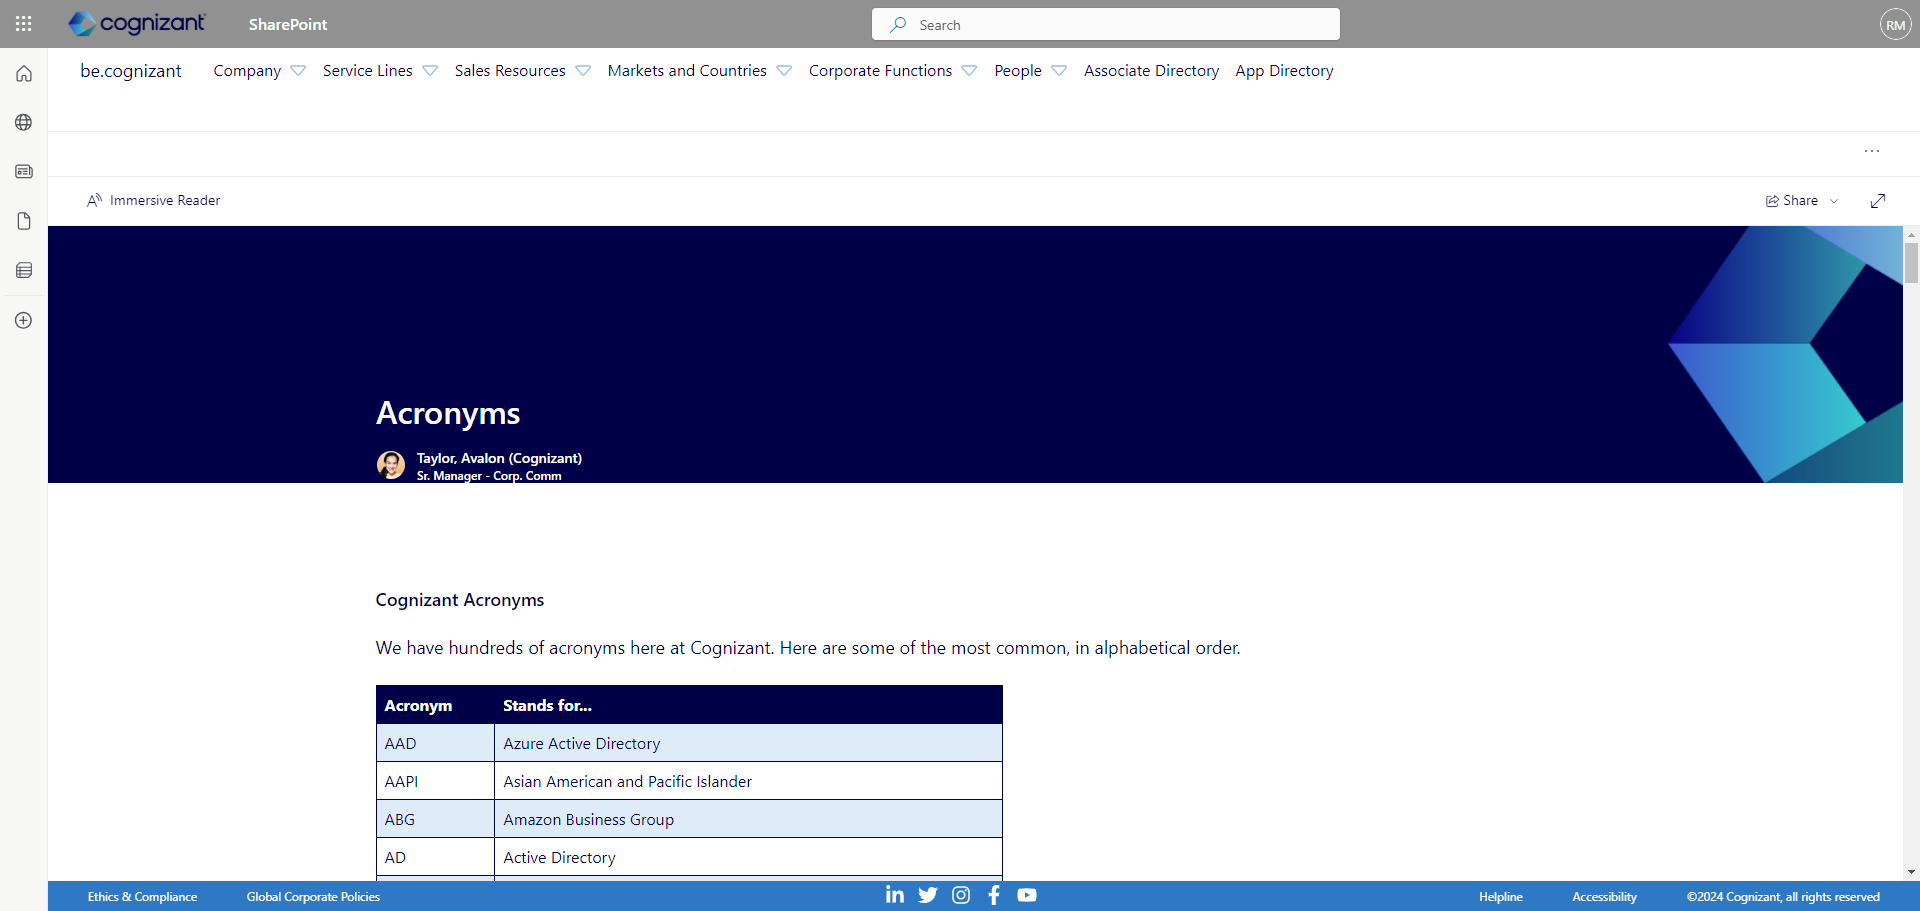 cognizant
SharePoint
Search
RM
be.cognizant
Company
Service Lines
Sales Resources
Markets and Countries
Corporate Functions
People
Associate Directory
App Directory
...
Immersive Reader
Share
Acronyms
Taylor, Avalon (Cognizant)
Sr. Manager - Corp. Comm
Cognizant Acronyms
We have hundreds of acronyms here at Cognizant. Here are some of the most common, in alphabetical order.
Acronym Stands for...
AAD Azure Active Directory
AAPI Asian American and Pacific Islander
ABG Amazon Business Group
AD Active Directory
Ethics & Compliance
Global Corporate Policies
Helpline
Accessibility
©2024 Cognizant, all rights reserved